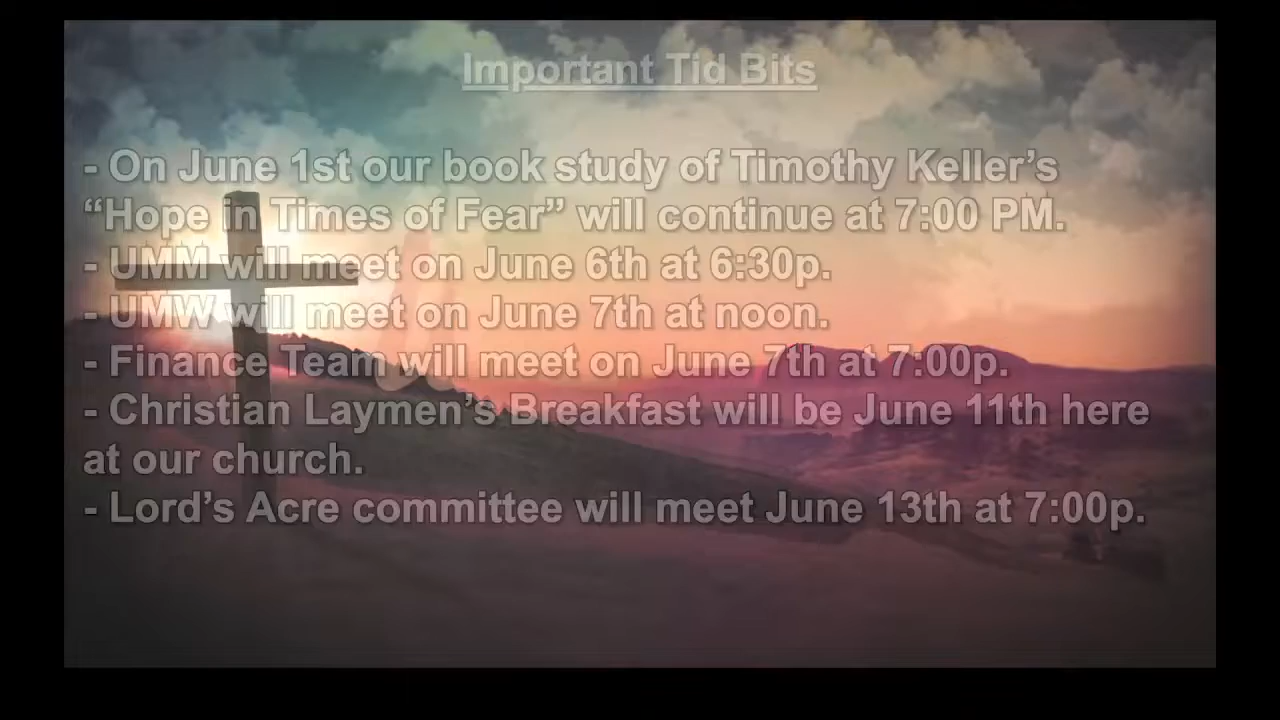 Important Tid Bits
- On June 1st our book study of Timothy Keller’s
“Hope in Times of Fear” will continue at 7:00 PM.
- UMM will meet on June 6th at 6:30p.
- UMW will meet on June 7th at noon.
- Finance Team will meet on June 7th at 7:00p.
- Christian Laymen’s Breakfast will be June 11th here
at our church.
- Lord’s Acre committee will meet June 13th at 7:00p.